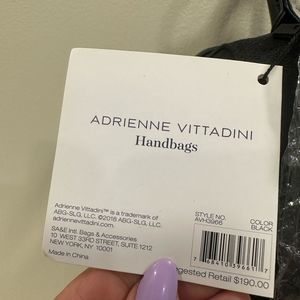 ADRIENNE VITTADINI
Handbags
Adrienne Vittadini™ is a trademark of
ABG-SLG, LLC. ©2018 ABG-SLG, LLC.
adriennevittadini.com
SA&E Intl. Bags & Accessories
10 WEST 33RD STREET, SUITE 1212
NEW YORK, NY 10001
Made in China
STYLE NO.
AVH3966
COLOR
BLACK
Suggested Retail $190.00